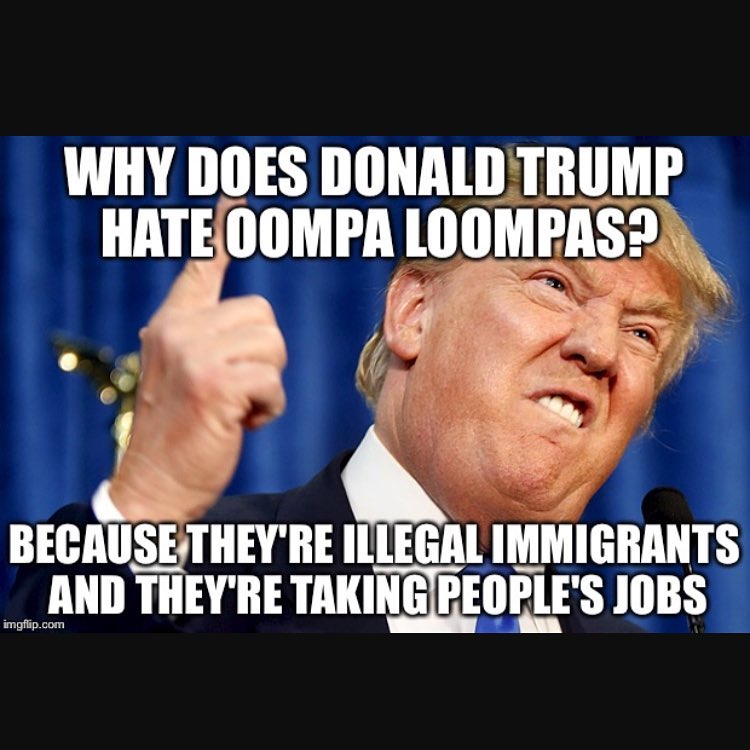 WHY DOES DONALD TRUMP
HATE OOMPA LOOMPAS?
BECAUSE THEY'RE ILLEGAL IMMIGRANTS
AND THEY'RE TAKING PEOPLE'S JOBS
imgflip.com